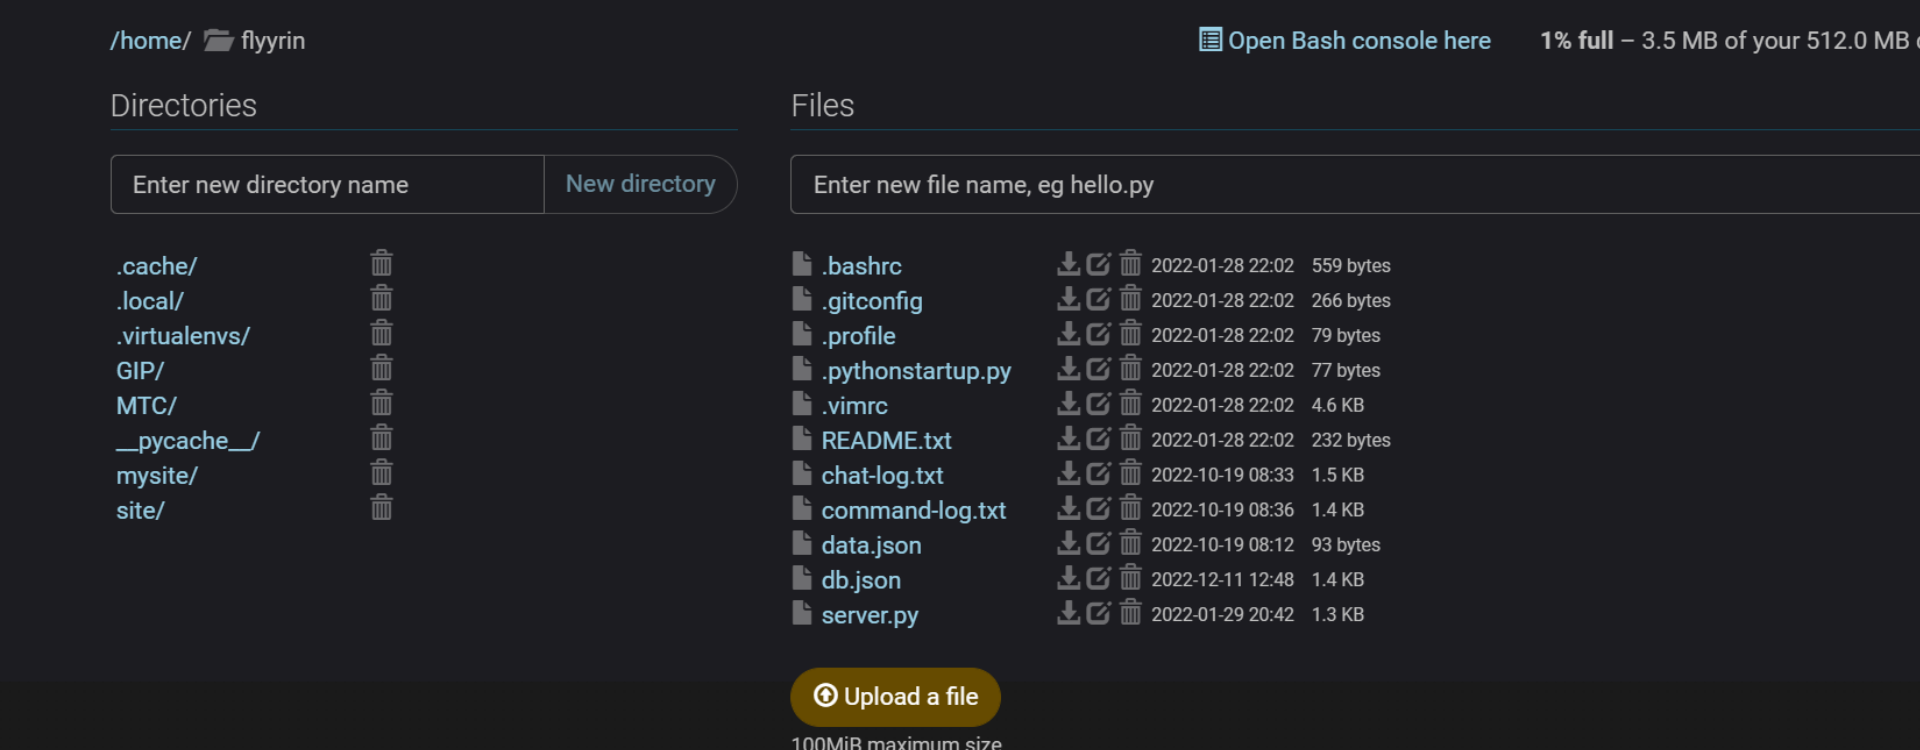 /home/ flyyrin
Open Bash console here
1% full – 3.5 MB of your 512.0 MB
Directories
Enter new directory name
New directory
.cache/
.local/
.virtualenvs/
GIP/
MTC/
__pycache__/
mysite/
site/
Files
Enter new file name, eg hello.py
.bashrc 2022-01-28 22:02 559 bytes
.gitconfig 2022-01-28 22:02 266 bytes
.profile 2022-01-28 22:02 79 bytes
.pythonstartup.py 2022-01-28 22:02 77 bytes
.vimrc 2022-01-28 22:02 4.6 KB
README.txt 2022-01-28 22:02 232 bytes
chat-log.txt 2022-10-19 08:33 1.5 KB
command-log.txt 2022-10-19 08:36 1.4 KB
data.json 2022-10-19 08:12 93 bytes
db.json 2022-12-11 12:48 1.4 KB
server.py 2022-01-29 20:42 1.3 KB
Upload a file
100MiB maximum size